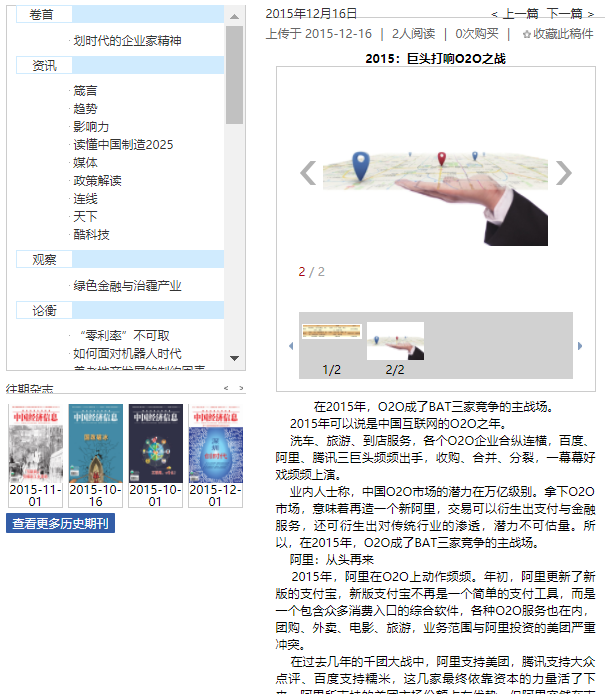 卷首
划时代的企业家精神
资讯
箴言
趋势
影响力
读懂中国制造2025
媒体
政策解读
连线
天下
酷科技
观察
绿色金融与治霾产业
论衡
“零利率”不可取
如何面对机器人时代
往期杂志 < >
中国经济信息 中国经济信息 中国经济信息 中国经济信息
2015-11-01 2015-10-16 2015-10-01 2015-12-01
查看更多历史期刊
2015年12月16日 < 上一篇 下一篇 >
上传于 2015-12-16 | 2人阅读 | 0次购买 | 收藏此稿件
2015：巨头打响O2O之战
2 / 2
1/2 2/2
在2015年，O2O成了BAT三家竞争的主战场。
2015年可以说是中国互联网的O2O之年。
洗车、旅游、到店服务，各个O2O企业合纵连横，百度、
阿里、腾讯三巨头频频出手，收购、合并、分裂，一幕幕好
戏频频上演。
业内人士称，中国O2O市场的潜力在万亿级别。拿下O2O
市场，意味着再造一个新阿里，交易可以衍生出支付与金融
服务，还可衍生出对传统行业的渗透，潜力不可估量。所
以，在2015年，O2O成了BAT三家竞争的主战场。
阿里：从头再来
2015年，阿里在O2O上动作频频。年初，阿里更新了新
版的支付宝，新版支付宝不再是一个简单的支付工具，而是
一个包含众多消费入口的综合软件，各种O2O服务也在内，
团购、外卖、电影、旅游，业务范围与阿里投资的美团严重
冲突。
在过去几年的千团大战中，阿里支持美团，腾讯支持大众
点评、百度支持糯米，这几家最终依靠资本的力量活了下